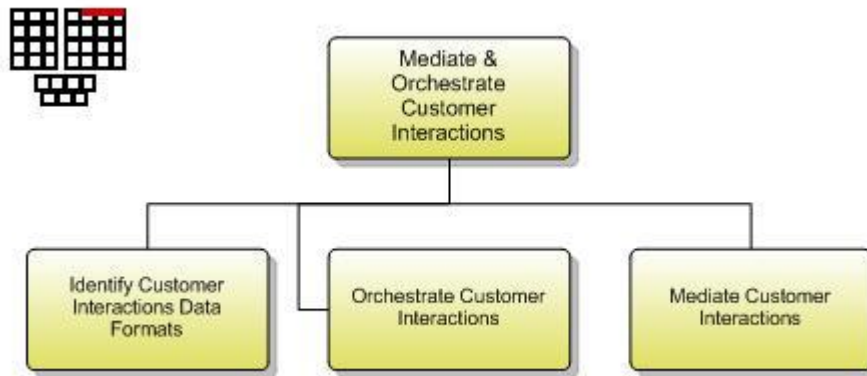 Mediate &
Orchestrate
Customer
Interactions
Identify Customer
Interactions Data
Formats
Orchestrate Customer
Interactions
Mediate Customer
Interactions